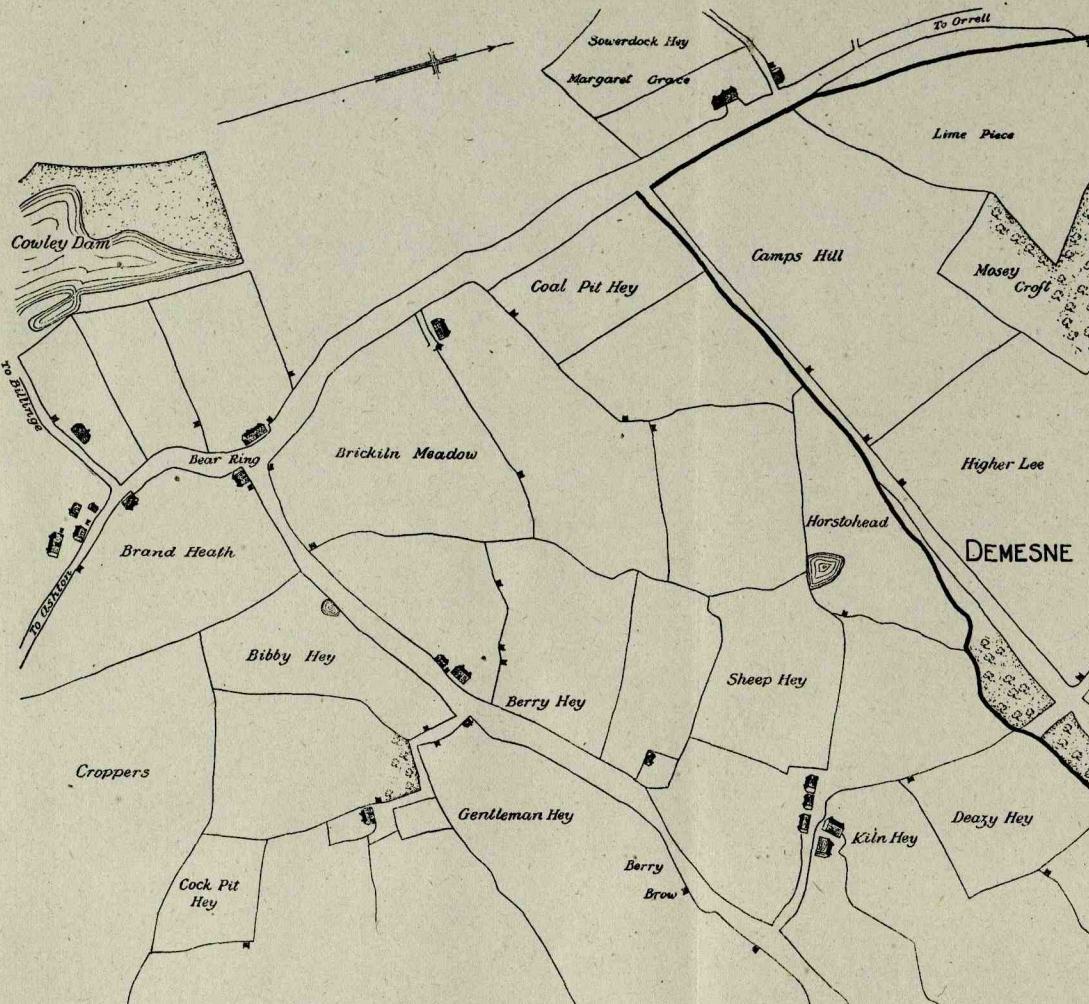 To Orrell
Sowerdock Hey
Margaret Grace
Lime Piece
Cowley Dam
Camps Hill
Coal Pit Hey
Mosey
Croft
To Billinge
Bear Ring
Brickiln Meadow
Higher Lee
Brand Heath
Horstohead
DEMESNE
To Ashton
Bibby Hey
Berry Hey
Sheep Hey
Croppers
Gentleman Hey
Kiln Hey
Deazy Hey
Berry
Brow
Cock Pit
Hey